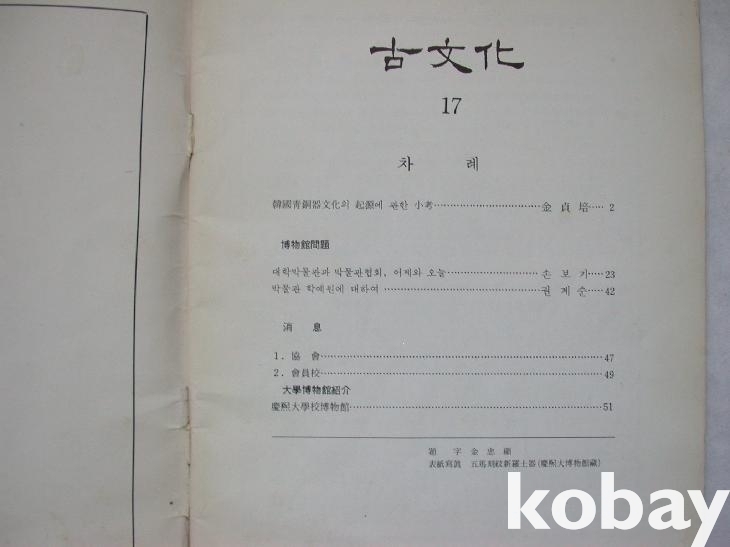 古文化
17
차 례
韓國靑銅器文化의 起源에 관한 小考 金貞培 2
博物館問題
대학박물관과 박물관협회, 어제와 오늘 손보기 23
박물관 학예원에 대하여 권계순 42
消 息
1. 協會 47
2. 會員校 49
大學博物館紹介
慶熙大學校博物館 51
題字 金忠顯
表紙寫眞 五馬刻紋新羅土器(慶熙大博物館藏)
kobay